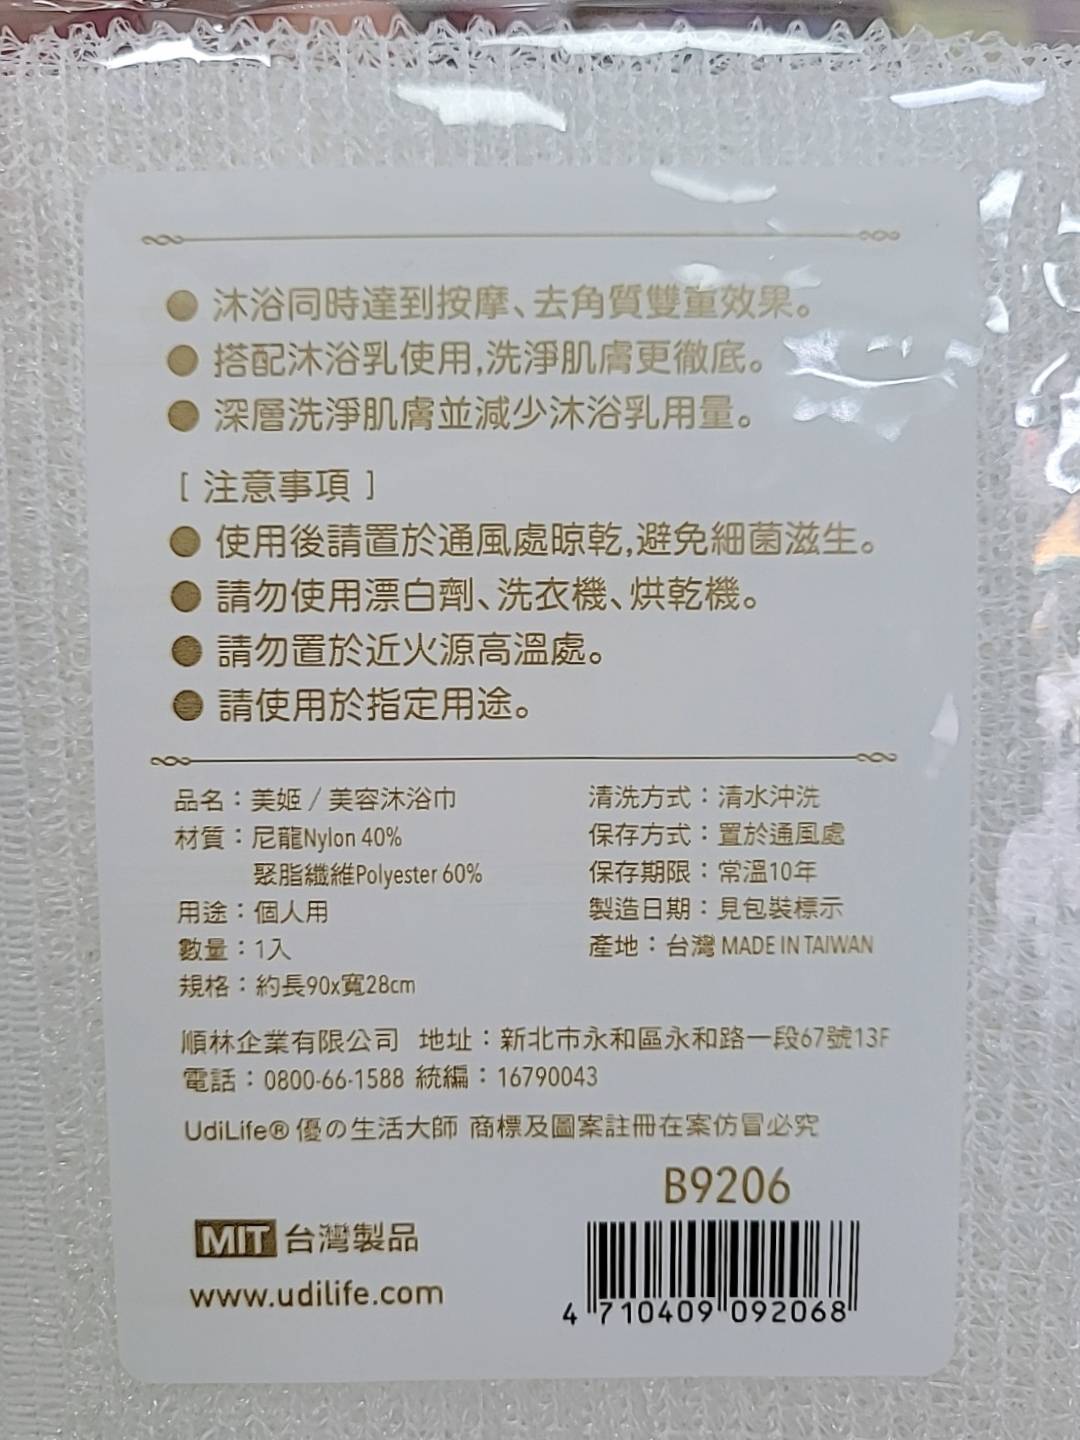 ● 沐浴同時達到按摩、去角質雙重效果。
● 搭配沐浴乳使用,洗淨肌膚更徹底。
● 深層洗淨肌膚並減少沐浴乳用量。
[ 注意事項 ]
● 使用後請置於通風處晾乾,避免細菌滋生。
● 請勿使用漂白劑、洗衣機、烘乾機。
● 請勿置於近火源高溫處。
● 請使用於指定用途。
品名：美姬 / 美容沐浴巾
材質：尼龍Nylon 40%
聚脂纖維Polyester 60%
用途：個人用
數量：1入
規格：約長90x寬28cm
清洗方式：清水沖洗
保存方式：置於通風處
保存期限：常溫10年
製造日期：見包裝標示
產地：台灣 MADE IN TAIWAN
順林企業有限公司 地址：新北市永和區永和路一段67號13F
電話：0800-66-1588 統編：16790043
UdiLife® 優の生活大師 商標及圖案註冊在案仿冒必究
B9206
MIT 台灣製品
www.udilife.com
4 710409 092068